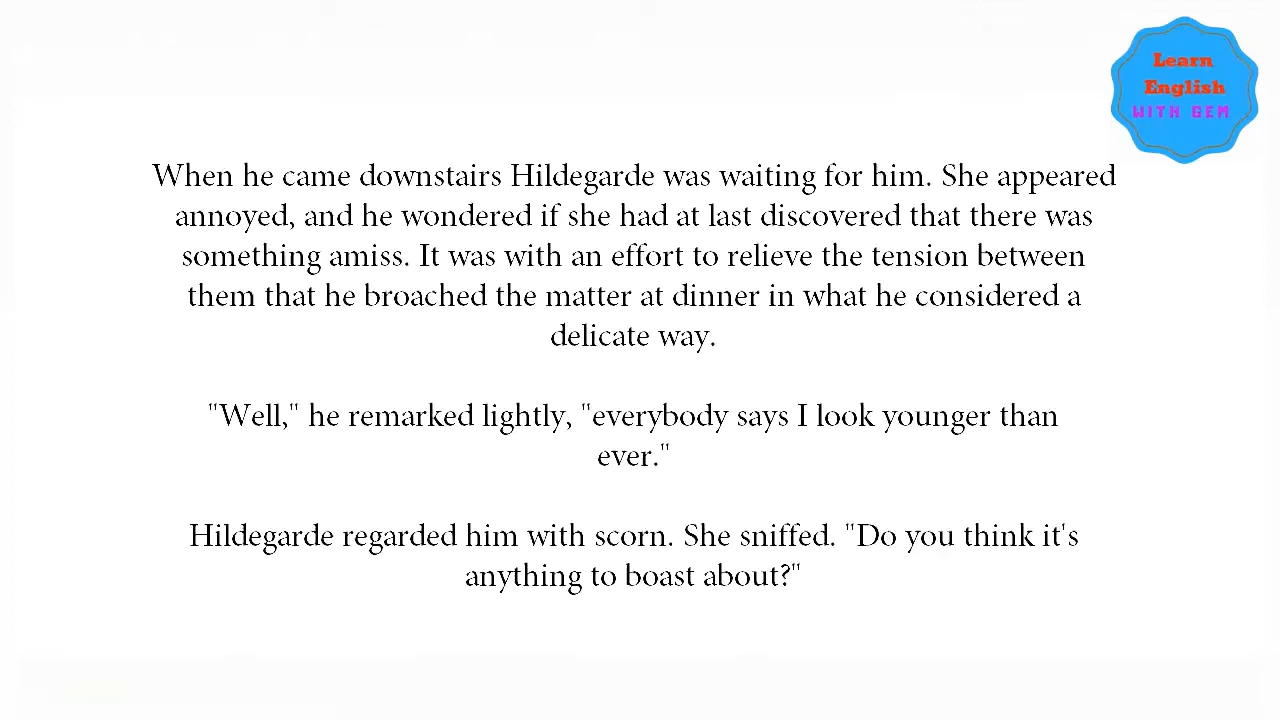 Learn
English
WITH GEM
When he came downstairs Hildegarde was waiting for him. She appeared
annoyed, and he wondered if she had at last discovered that there was
something amiss. It was with an effort to relieve the tension between
them that he broached the matter at dinner in what he considered a
delicate way.
"Well," he remarked lightly, "everybody says I look younger than
ever."
Hildegarde regarded him with scorn. She sniffed. "Do you think it's
anything to boast about?"